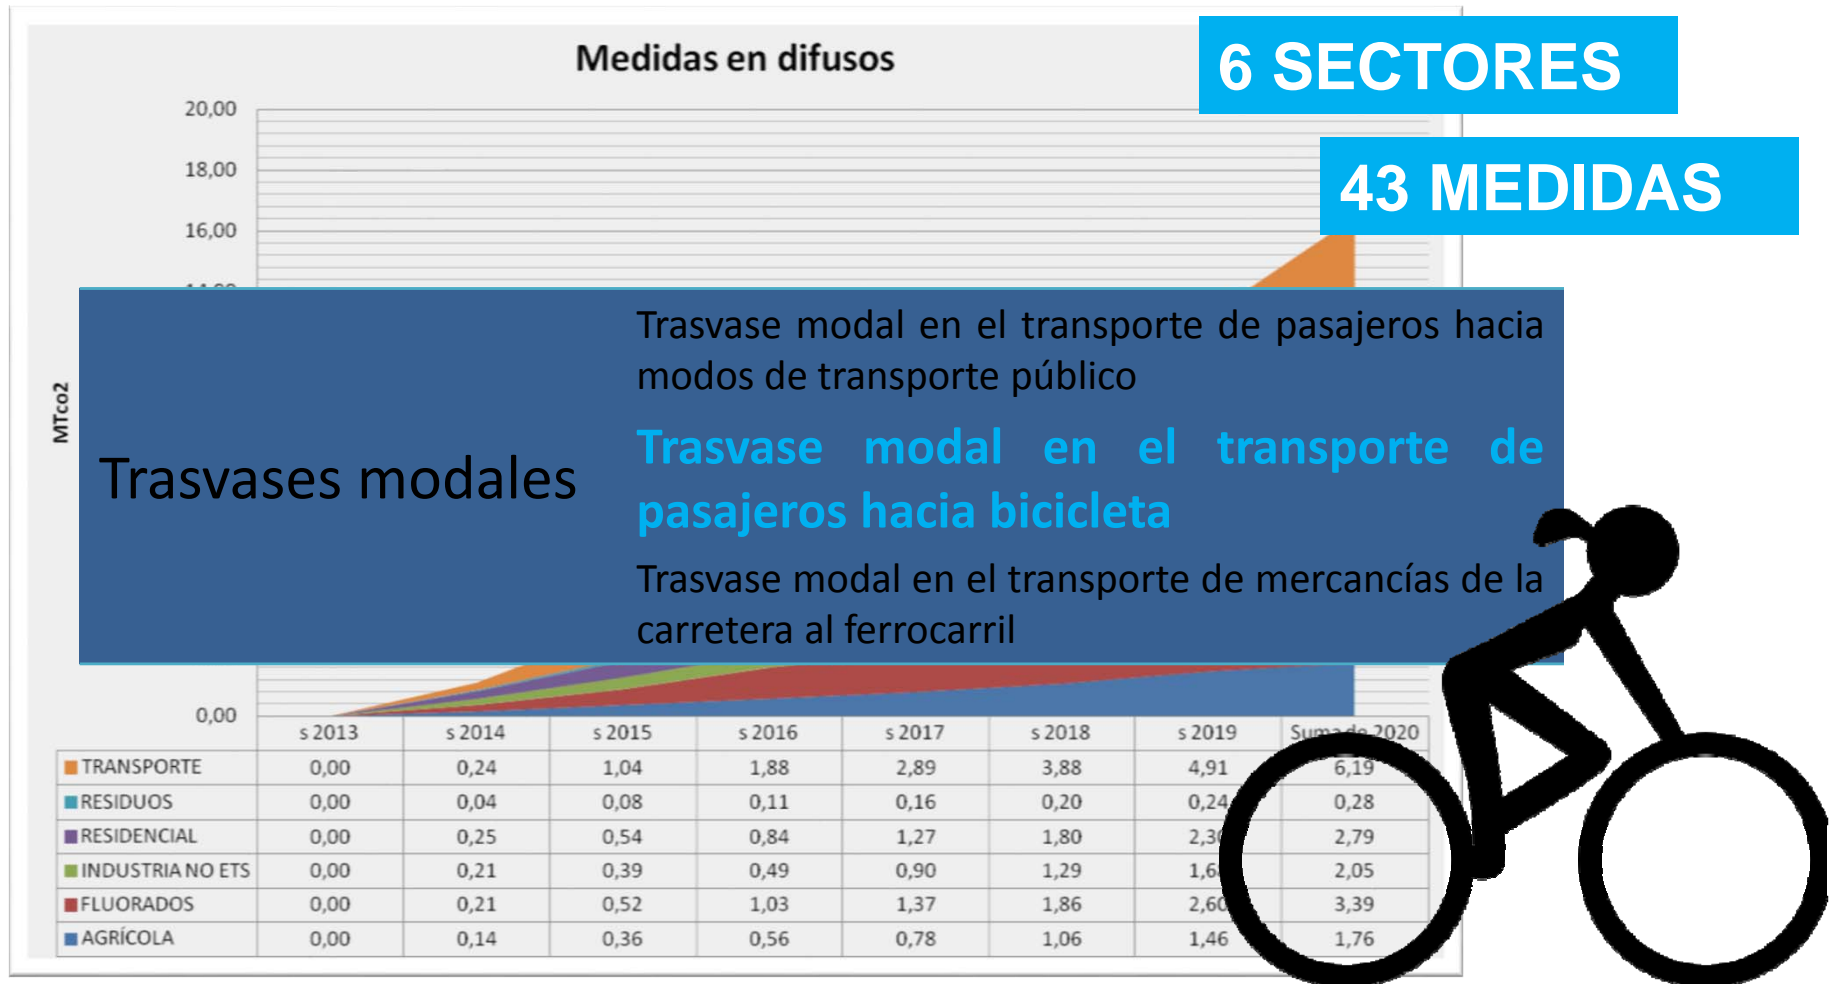 Medidas en difusos
6 SECTORES
43 MEDIDAS
20,00
18,00
16,00
MTco2
Trasvases modales
Trasvase modal en el transporte de pasajeros hacia
modos de transporte público
Trasvase modal en el transporte de
pasajeros hacia bicicleta
Trasvase modal en el transporte de mercancías de la
carretera al ferrocarril
0,00
s 2013 s 2014 s 2015 s 2016 s 2017 s 2018 s 2019 Suma de 2020
TRANSPORTE 0,00 0,24 1,04 1,88 2,89 3,88 4,91 6,19
RESIDUOS 0,00 0,04 0,08 0,11 0,16 0,20 0,24 0,28
RESIDENCIAL 0,00 0,25 0,54 0,84 1,27 1,80 2,79
INDUSTRIA NO ETS 0,00 0,21 0,39 0,49 0,90 1,29 2,05
FLUORADOS 0,00 0,21 0,52 1,03 1,37 1,86 2,60 3,39
AGRÍCOLA 0,00 0,14 0,36 0,56 0,78 1,06 1,46 1,76